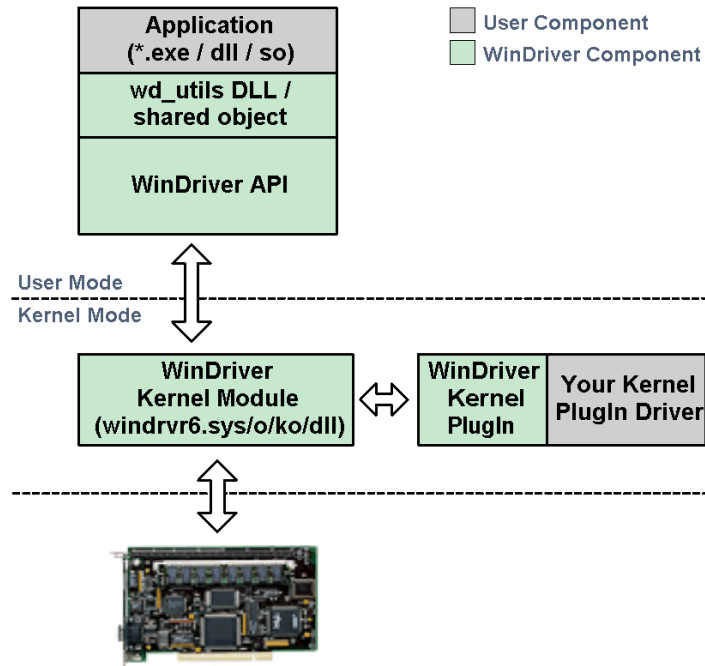 Application
(*.exe / dll / so)
wd_utils DLL /
shared object
WinDriver API
User Component
WinDriver Component
User Mode
Kernel Mode
WinDriver
Kernel Module
(windrvr6.sys/o/ko/dll)
WinDriver
Kernel
PlugIn
Your Kernel
PlugIn Driver